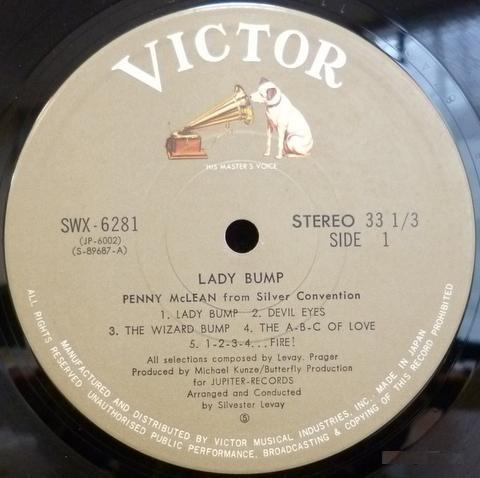 VICTOR
HIS MASTER'S VOICE
SWX-6281
(JP-6002)
(S-89687-A)
STEREO 33 1/3
SIDE 1
LADY BUMP
PENNY McLEAN from Silver Convention
1. LADY BUMP 2. DEVIL EYES
3. THE WIZARD BUMP 4. THE A-B-C OF LOVE
5. 1-2-3-4...FIRE!
All selections composed by Levay. Prager
Produced by Michael Kunze/Butterfly Production
for JUPITER-RECORDS
Arranged and Conducted
by Silvester Levay
MANUFACTURED AND DISTRIBUTED BY VICTOR MUSICAL INDUSTRIES, INC., MADE IN JAPAN
ALL RIGHTS RESERVED. UNAUTHORISED PUBLIC PERFORMANCE, BROADCASTING & COPYING OF THIS RECORD PROHIBITED